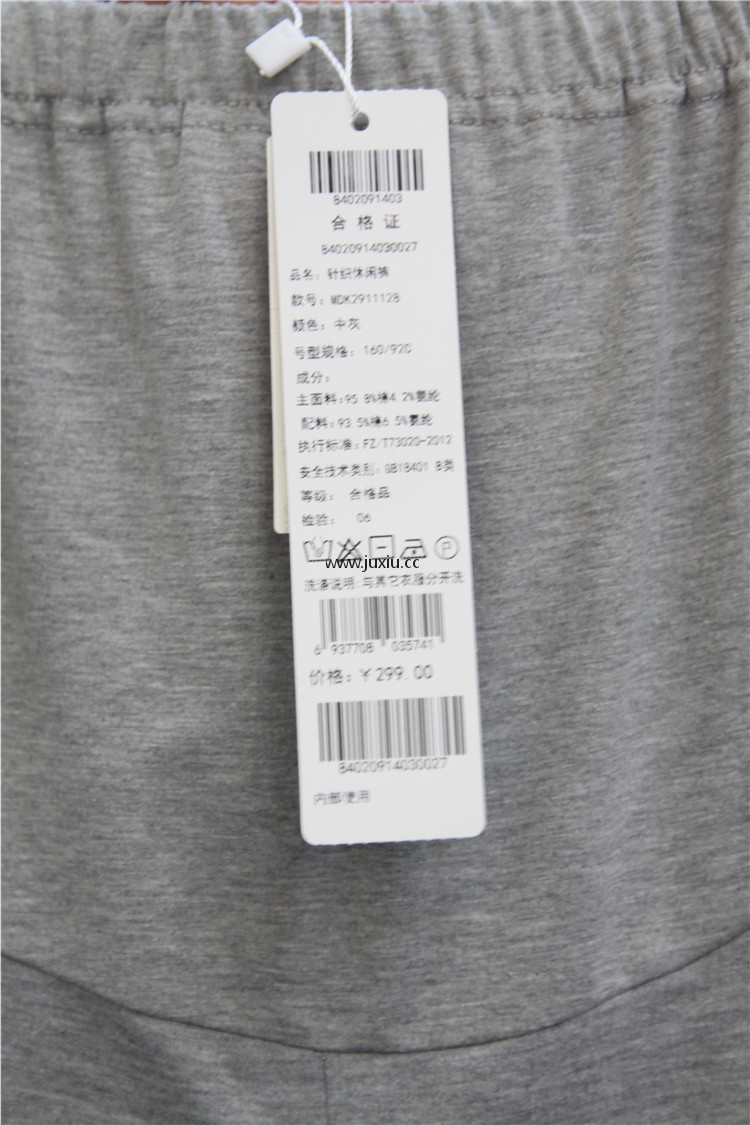 8402091403
合格证
84020914030027
品名：针织休闲裤
款号：MDK2911128
颜色：中灰
号型规格：160/92C
成分：
主面料：95.8%棉4.2%氨纶
配料：93.5%棉6.5%氨纶
执行标准：FZ/T73020-2012
安全技术类别：GB18401 B类
等级：合格品
检验：06
P
www.juxiu.cc
洗涤说明：与其它衣服分开洗
6 937708 035741
价格：￥299.00
84020914030027
内部使用